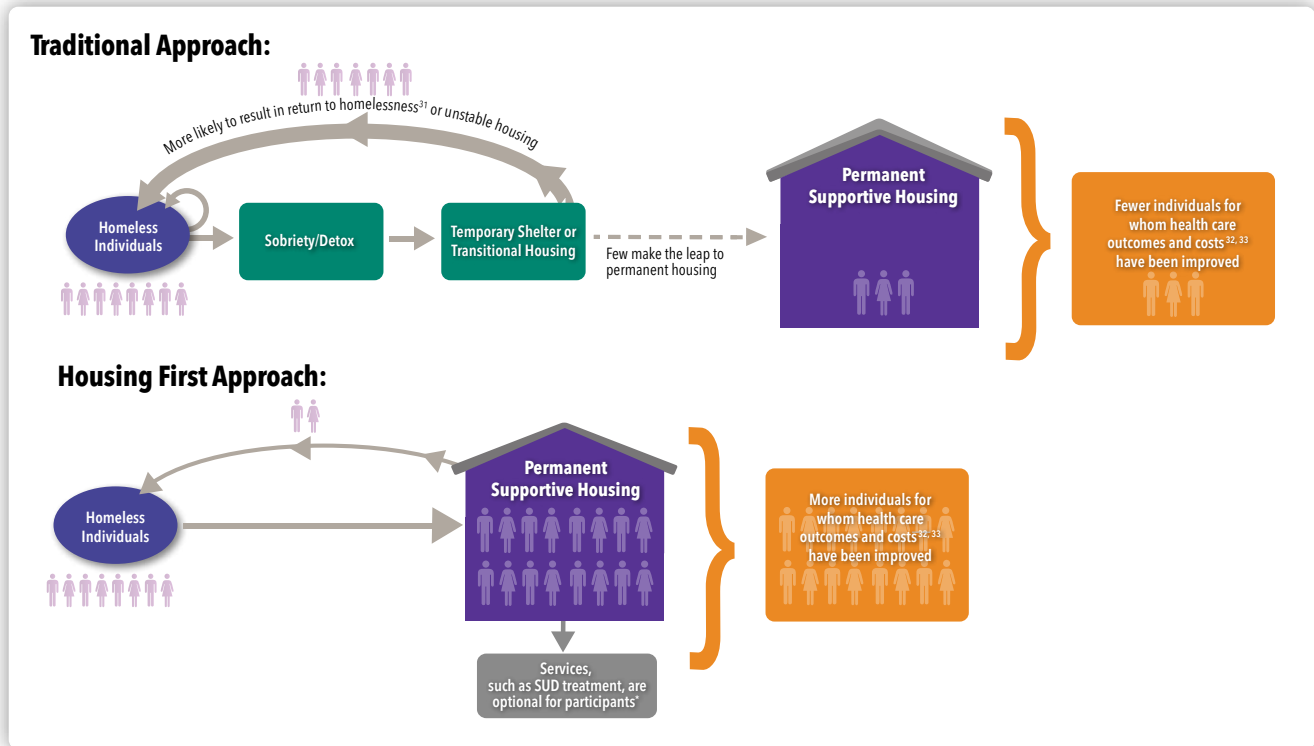 Traditional Approach:
More likely to result in return to homelessness31 or unstable housing
Homeless
Individuals
Sobriety/Detox
Temporary Shelter or
Transitional Housing
Few make the leap to
permanent housing
Permanent
Supportive Housing
Fewer individuals for
whom health care
outcomes and costs32, 33
have been improved
Housing First Approach:
Homeless
Individuals
Permanent
Supportive Housing
Services,
such as SUD treatment, are
optional for participants*
More individuals for
whom health care
outcomes and costs32, 33
have been improved